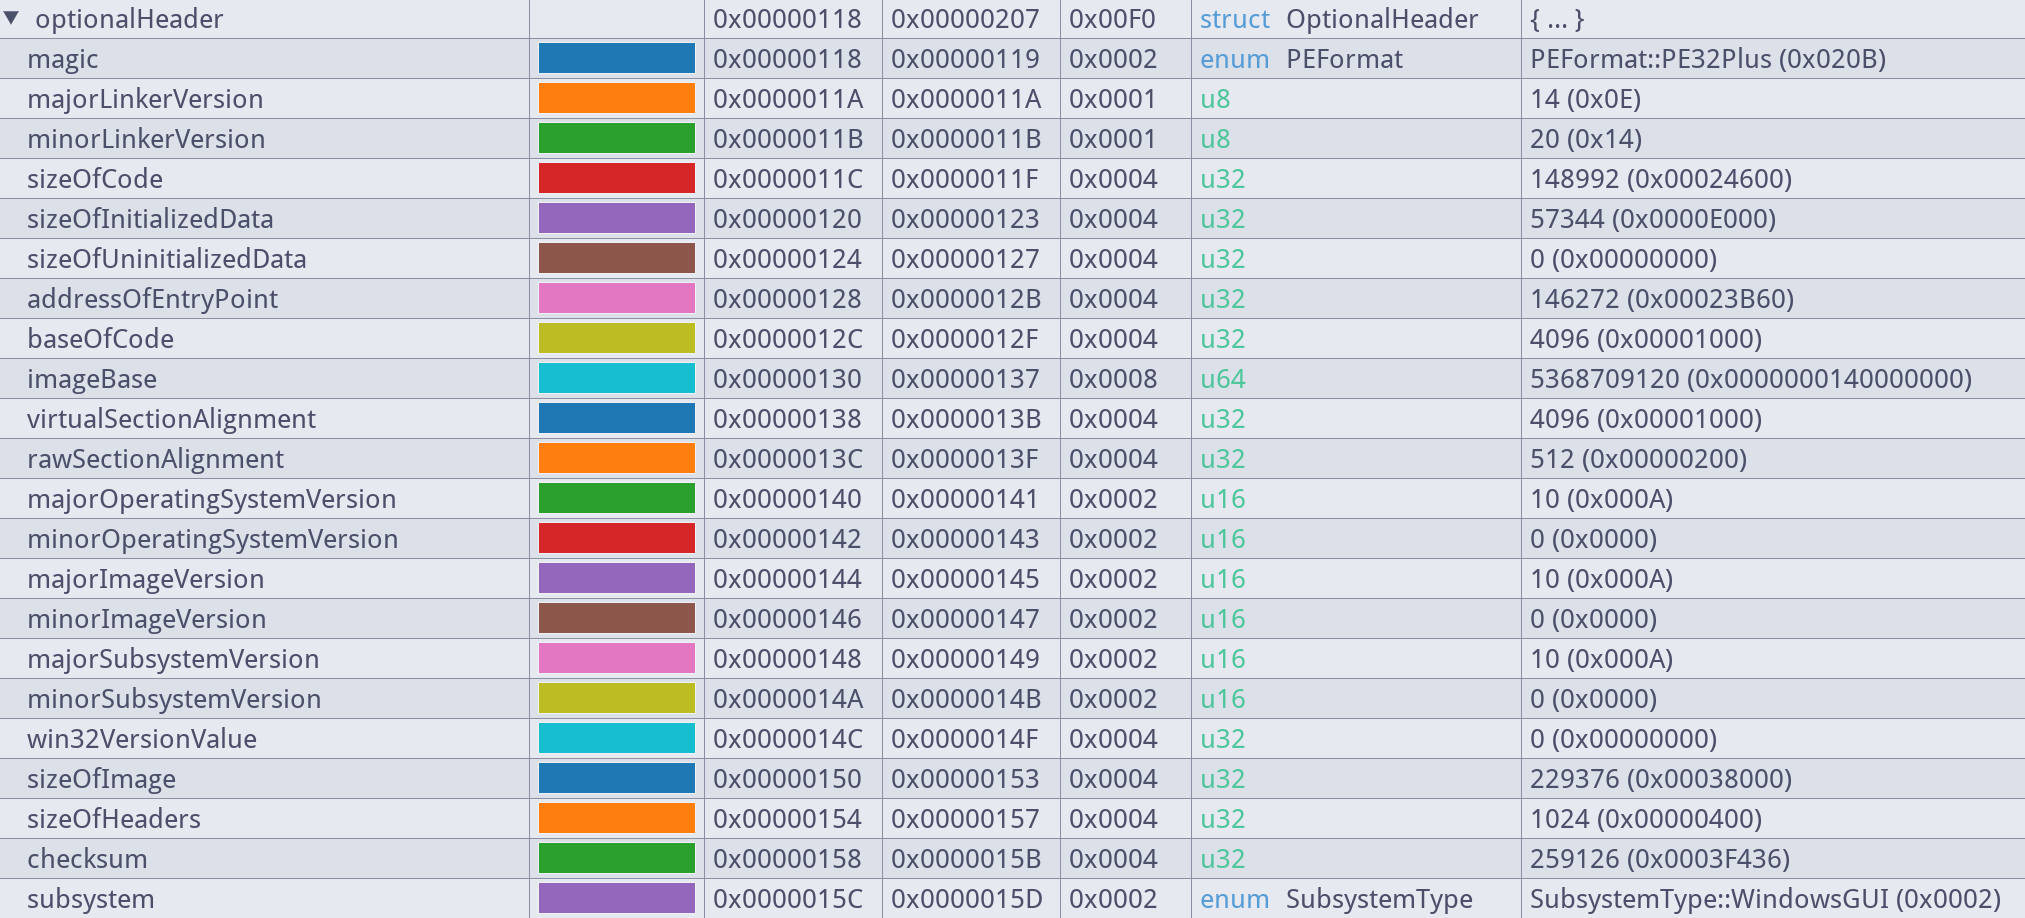 ▼ optionalHeader 0x00000118 0x00000207 0x00F0 struct OptionalHeader { ... }
magic 0x00000118 0x00000119 0x0002 enum PEFormat PEFormat::PE32Plus (0x020B)
majorLinkerVersion 0x0000011A 0x0000011A 0x0001 u8 14 (0x0E)
minorLinkerVersion 0x0000011B 0x0000011B 0x0001 u8 20 (0x14)
sizeOfCode 0x0000011C 0x0000011F 0x0004 u32 148992 (0x00024600)
sizeOfInitializedData 0x00000120 0x00000123 0x0004 u32 57344 (0x0000E000)
sizeOfUninitializedData 0x00000124 0x00000127 0x0004 u32 0 (0x00000000)
addressOfEntryPoint 0x00000128 0x0000012B 0x0004 u32 146272 (0x00023B60)
baseOfCode 0x0000012C 0x0000012F 0x0004 u32 4096 (0x00001000)
imageBase 0x00000130 0x00000137 0x0008 u64 5368709120 (0x0000000140000000)
virtualSectionAlignment 0x00000138 0x0000013B 0x0004 u32 4096 (0x00001000)
rawSectionAlignment 0x0000013C 0x0000013F 0x0004 u32 512 (0x00000200)
majorOperatingSystemVersion 0x00000140 0x00000141 0x0002 u16 10 (0x000A)
minorOperatingSystemVersion 0x00000142 0x00000143 0x0002 u16 0 (0x0000)
majorImageVersion 0x00000144 0x00000145 0x0002 u16 10 (0x000A)
minorImageVersion 0x00000146 0x00000147 0x0002 u16 0 (0x0000)
majorSubsystemVersion 0x00000148 0x00000149 0x0002 u16 10 (0x000A)
minorSubsystemVersion 0x0000014A 0x0000014B 0x0002 u16 0 (0x0000)
win32VersionValue 0x0000014C 0x0000014F 0x0004 u32 0 (0x00000000)
sizeOfImage 0x00000150 0x00000153 0x0004 u32 229376 (0x00038000)
sizeOfHeaders 0x00000154 0x00000157 0x0004 u32 1024 (0x00000400)
checksum 0x00000158 0x0000015B 0x0004 u32 259126 (0x0003F436)
subsystem 0x0000015C 0x0000015D 0x0002 enum SubsystemType SubsystemType::WindowsGUI (0x0002)